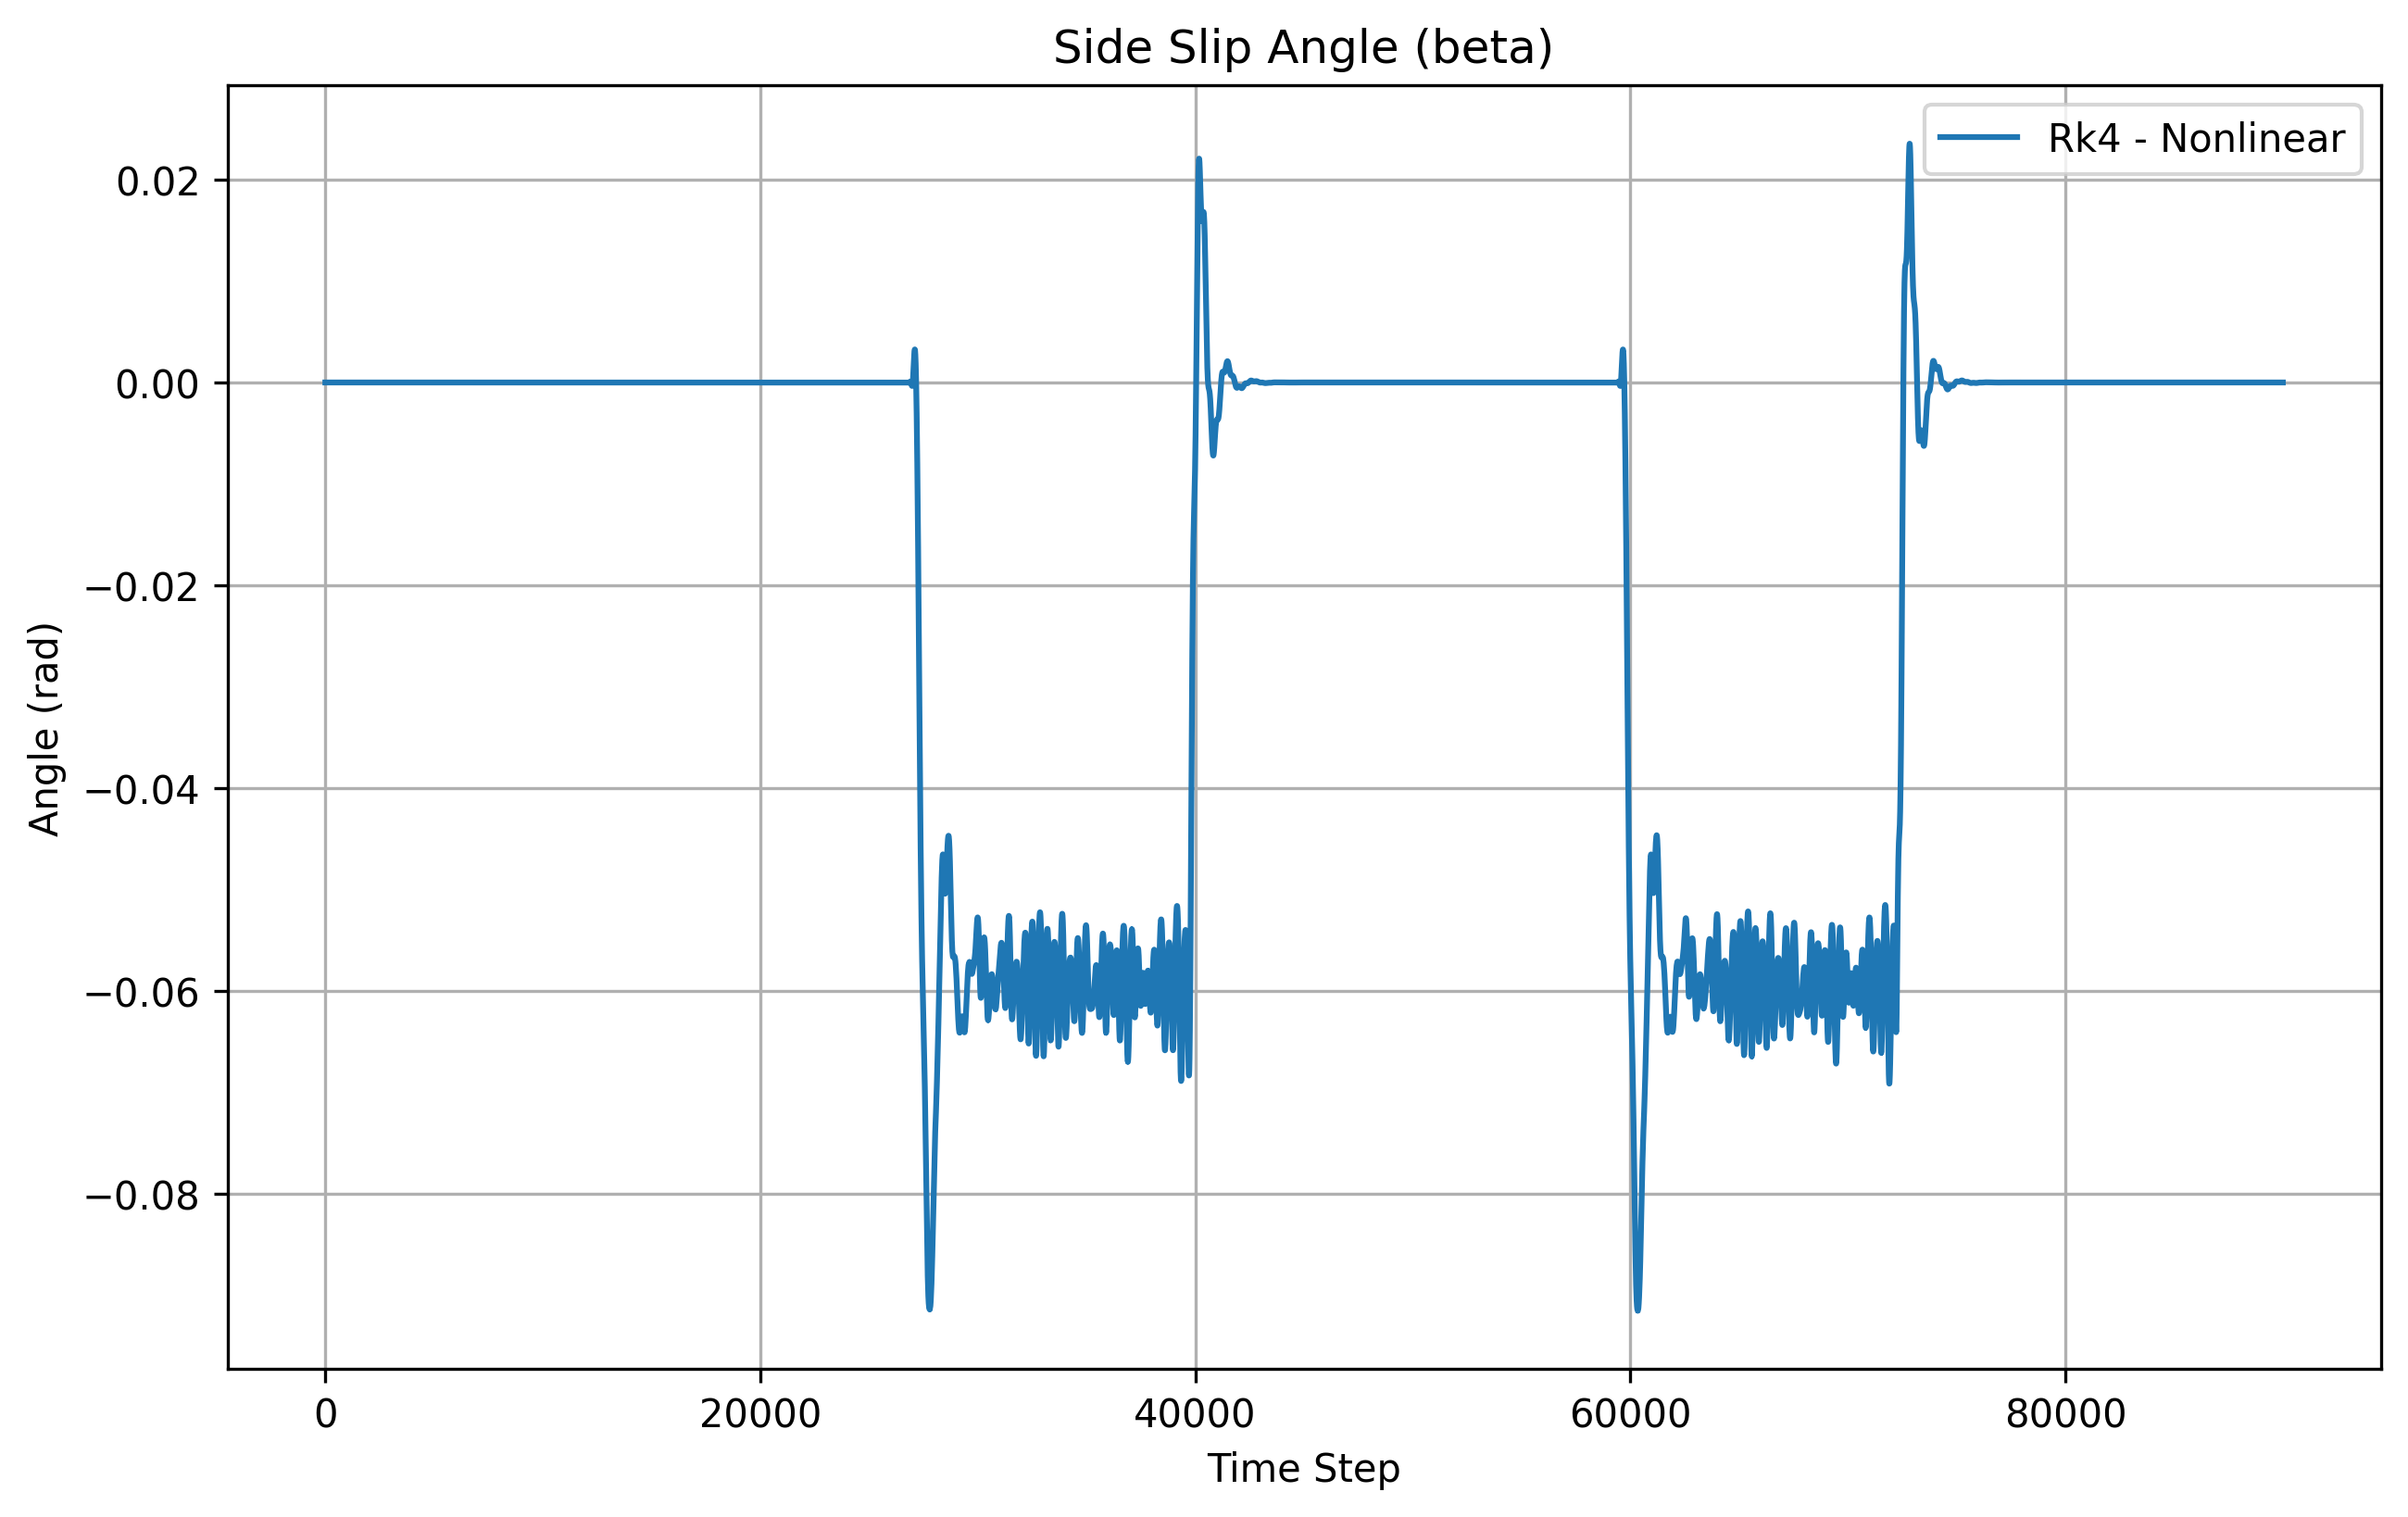 Side Slip Angle (beta)
Rk4 - Nonlinear
0.02
0.00
−0.02
−0.04
−0.06
−0.08
Angle (rad)
0 20000 40000 60000 80000
Time Step